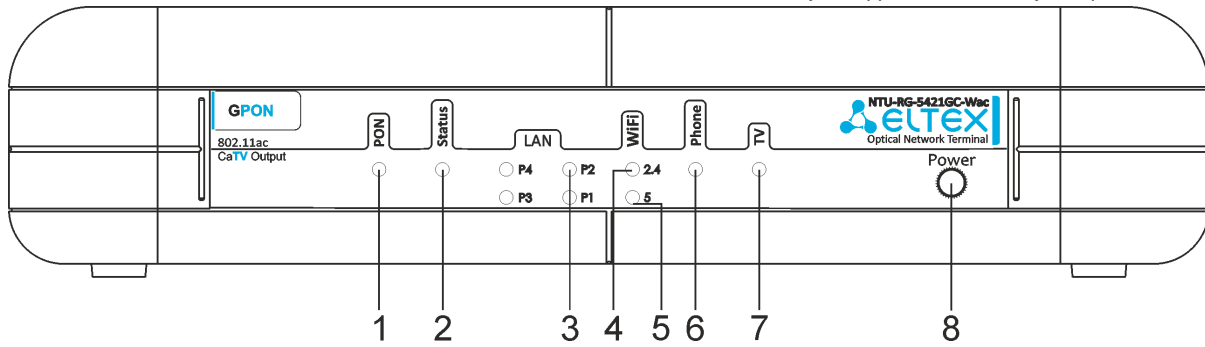 GPON
802.11ac
CaTV Output
PON
Status
LAN
P4
P2
P3
P1
WiFi
2.4
5
Phone
TV
NTU-RG-5421GC-Wac
ELTEX
Optical Network Terminal
Power
1 2 3 4 5 6 7 8